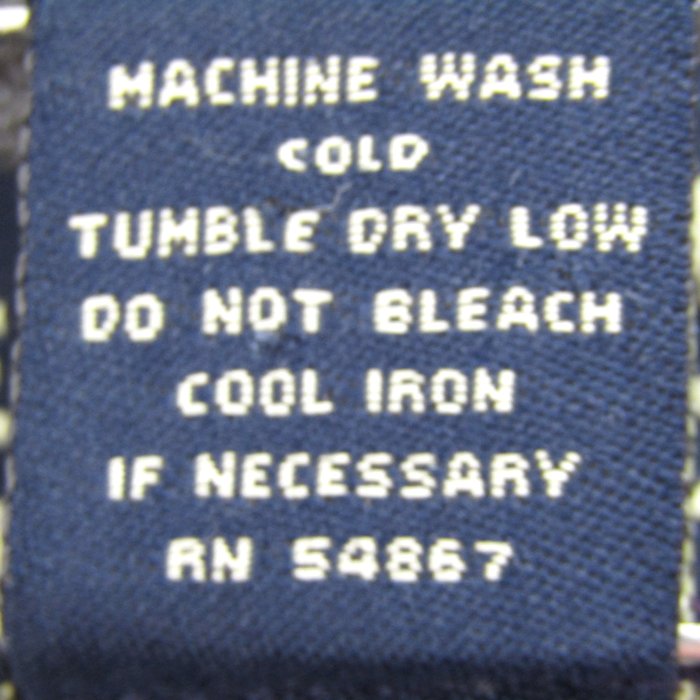 MACHINE WASH
COLD
TUMBLE DRY LOW
DO NOT BLEACH
COOL IRON
IF NECESSARY
RN 54867